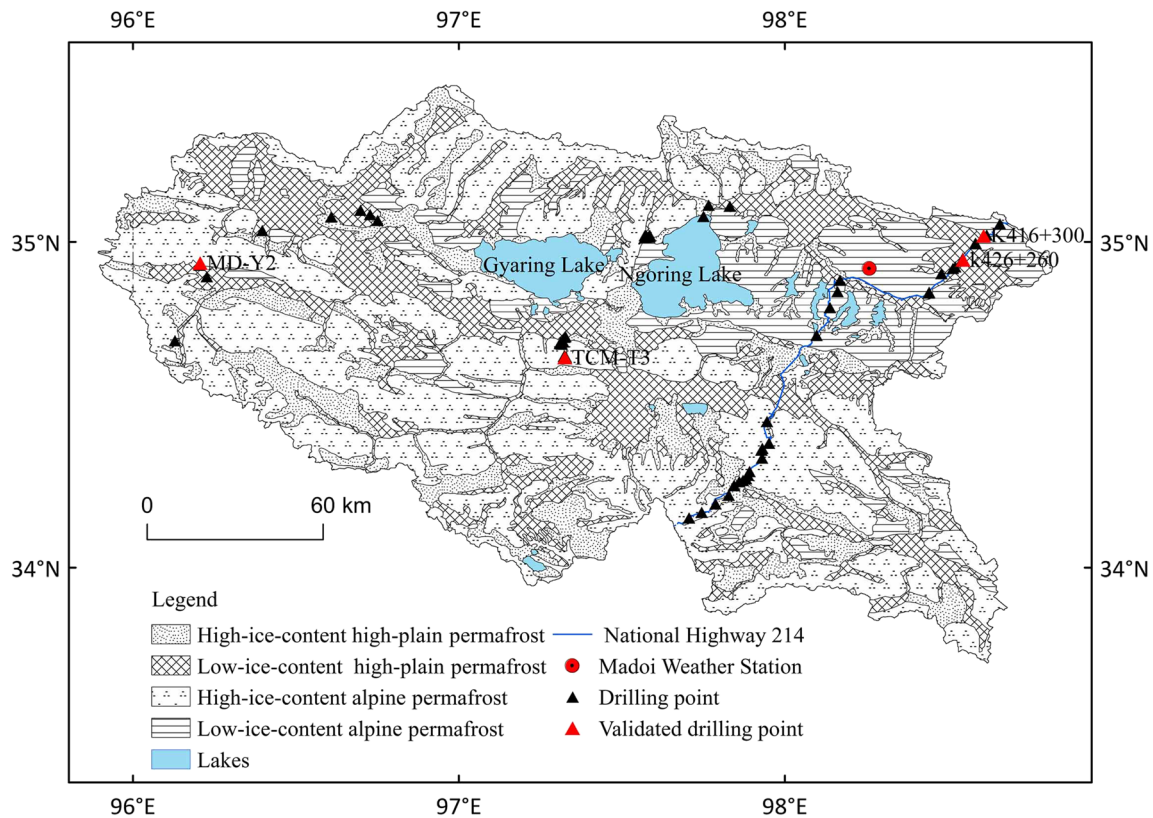 96°E 97°E 98°E
35°N 35°N
K416+300
k426+260
MD-Y2
Gyaring Lake
Ngoring Lake
TCM-T3
0 60 km
34°N 34°N
Legend
High-ice-content high-plain permafrost
Low-ice-content high-plain permafrost
High-ice-content alpine permafrost
Low-ice-content alpine permafrost
Lakes
National Highway 214
Madoi Weather Station
Drilling point
Validated drilling point
96°E 97°E 98°E